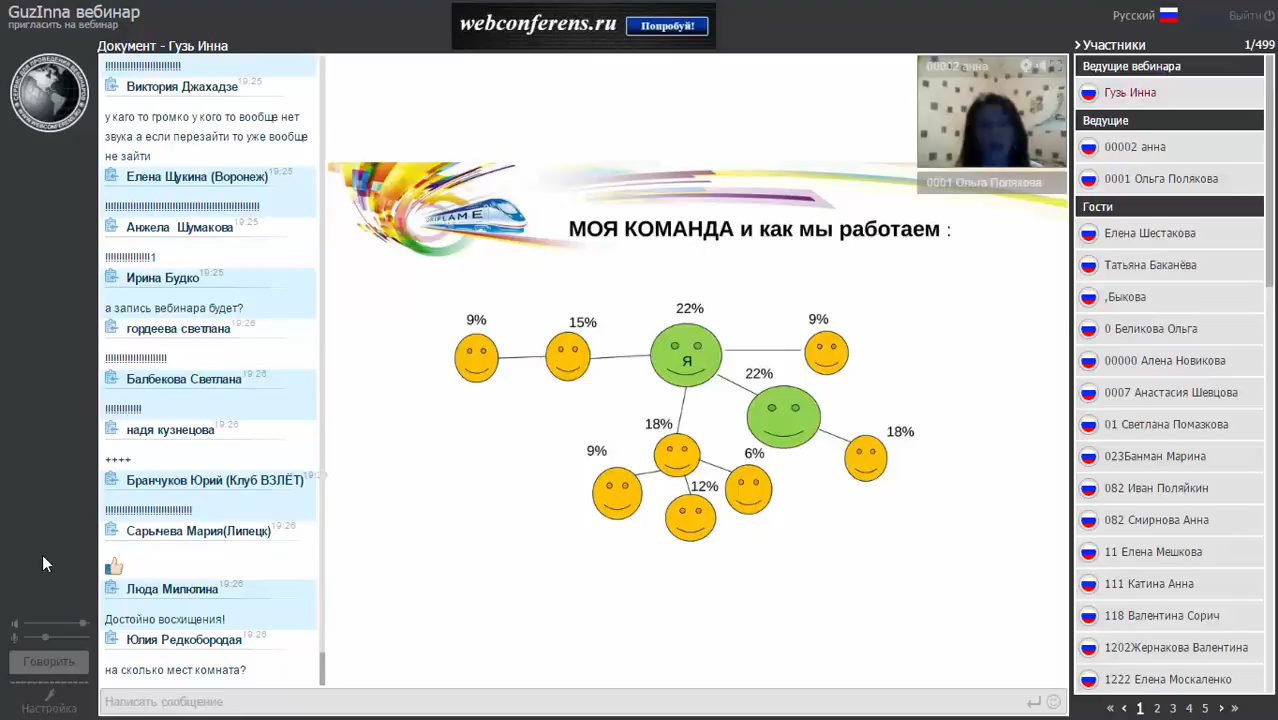 GuzInna вебинар
пригласить на вебинар
webconferens.ru Попробуй!
Русский
Выйти
Документ - Гузь Инна
!!!!!!!!!!!!!!!!!!!!!!!!!
Виктория Джахадзе 19:25
у каго то громко у кого то вообще нет
звука а если перезайти то уже вообще
не зайти
Елена Щукина (Воронеж) 19:25
!!!!!!!!!!!!!!!!!!!!!!!!!!!!!!!!!!!!!!!!!!!!!!!!!!
Анжела Шумакова 19:25
!!!!!!!!!!!!!!!1
Ирина Будко 19:25
а запись вебинара будет?
гордеева светлана 19:26
!!!!!!!!!!!!!!!!!!!!
Балбекова Светлана 19:26
!!!!!!!!!!!!
надя кузнецова 19:26
++++
Бранчуков Юрий (Клуб ВЗЛЁТ)
!!!!!!!!!!!!!!!!!!!!!!!!!!!!
Сарычева Мария(Липецк) 19:26
Люда Милютина 19:26
Достойно восхищения!
Юлия Редкобородая 19:26
на сколько мест комната?
Написать сообщение
Говорить
Настройка
00002 анна
0001 Ольга Полякова
ORIFLAME
МОЯ КОМАНДА и как мы работаем :
22%
9%
15%
9%
Я
22%
18%
18%
9%
6%
12%
Участники 1/499
Ведущие вебинара
Гузь Инна
Ведущие
00002 анна
0001 Ольга Полякова
Гости
Елена Шестакова
Татьяна Баканёва
,Быкова
0 Беликова Ольга
00000 Алена Новикова
0007 Анастасия Шевцова
01 Светлана Помазкова
023Банман Марина
082 Иван Поляйкин
082 Смирнова Анна
11 Елена Мешкова
111 Катина Анна
118 Валентина Сорич
1202Жернакова Валентина
1222 Елена Москаленко
« ‹ 1 2 3 4 5 › »